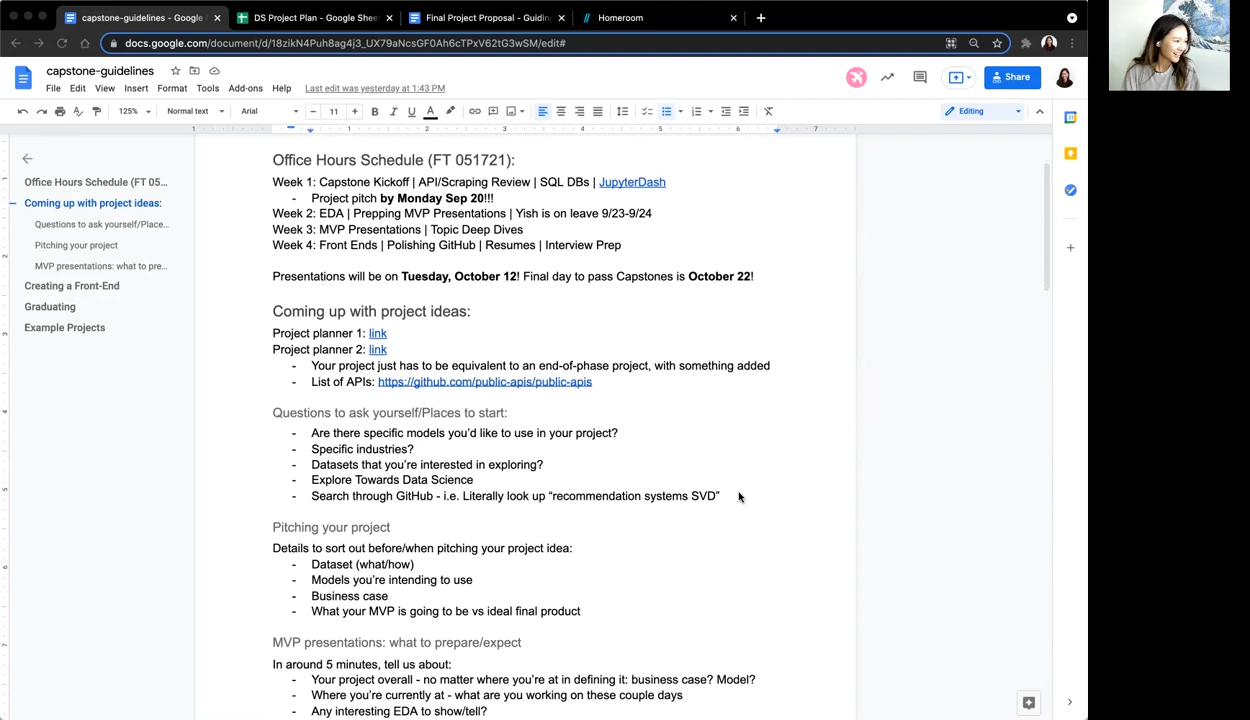 capstone-guidelines - Google
DS Project Plan - Google Shee
Final Project Proposal - Guidin
Homeroom
docs.google.com/document/d/18zikN4Puh8ag4j3_UX79aNcsGF0Ah6cTPxV62tG3wSM/edit#
capstone-guidelines
File Edit View Insert Format Tools Add-ons Help Last edit was yesterday at 1:43 PM
Share
125% Normal text Arial 11 Editing
1 1 2 3 4 5 6 7
Office Hours Schedule (FT 05...
Coming up with project ideas:
Questions to ask yourself/Place...
Pitching your project
MVP presentations: what to pre...
Creating a Front-End
Graduating
Example Projects
Office Hours Schedule (FT 051721):
Week 1: Capstone Kickoff | API/Scraping Review | SQL DBs | JupyterDash
- Project pitch by Monday Sep 20!!!
Week 2: EDA | Prepping MVP Presentations | Yish is on leave 9/23-9/24
Week 3: MVP Presentations | Topic Deep Dives
Week 4: Front Ends | Polishing GitHub | Resumes | Interview Prep
Presentations will be on Tuesday, October 12! Final day to pass Capstones is October 22!
Coming up with project ideas:
Project planner 1: link
Project planner 2: link
- Your project just has to be equivalent to an end-of-phase project, with something added
- List of APIs: https://github.com/public-apis/public-apis
Questions to ask yourself/Places to start:
- Are there specific models you'd like to use in your project?
- Specific industries?
- Datasets that you're interested in exploring?
- Explore Towards Data Science
- Search through GitHub - i.e. Literally look up “recommendation systems SVD”
Pitching your project
Details to sort out before/when pitching your project idea:
- Dataset (what/how)
- Models you're intending to use
- Business case
- What your MVP is going to be vs ideal final product
MVP presentations: what to prepare/expect
In around 5 minutes, tell us about:
- Your project overall - no matter where you're at in defining it: business case? Model?
- Where you're currently at - what are you working on these couple days
- Any interesting EDA to show/tell?